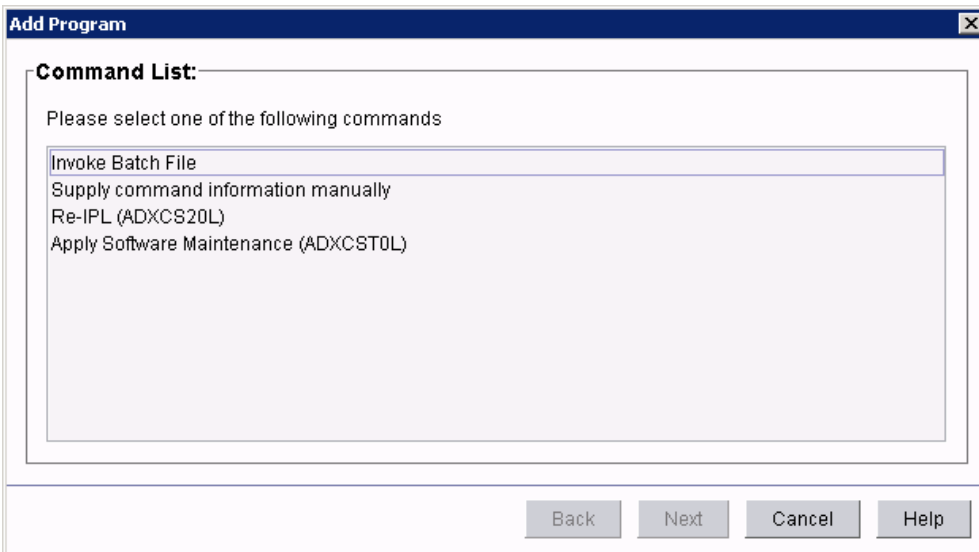 Add Program
Command List:
Please select one of the following commands
Invoke Batch File
Supply command information manually
Re-IPL (ADXCS20L)
Apply Software Maintenance (ADXCST0L)
Back Next Cancel Help